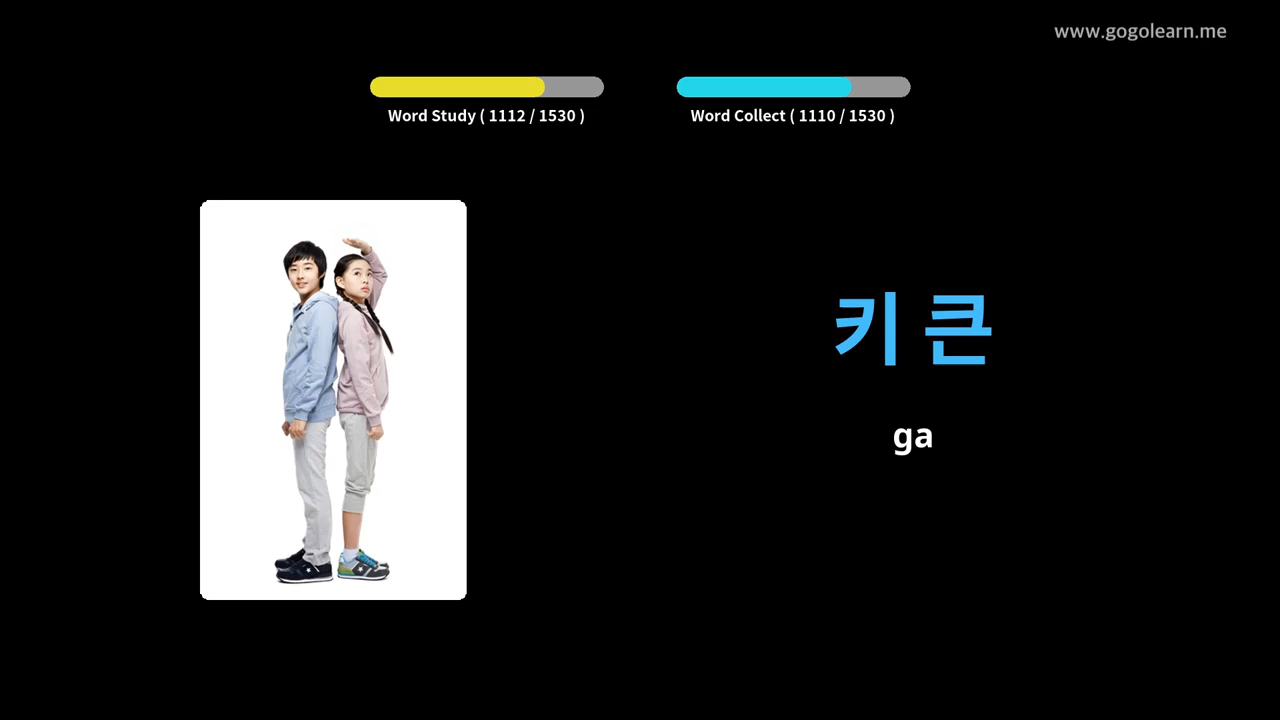 www.gogolearn.me
Word Study ( 1112 / 1530 )
Word Collect ( 1110 / 1530 )
키 큰
ga